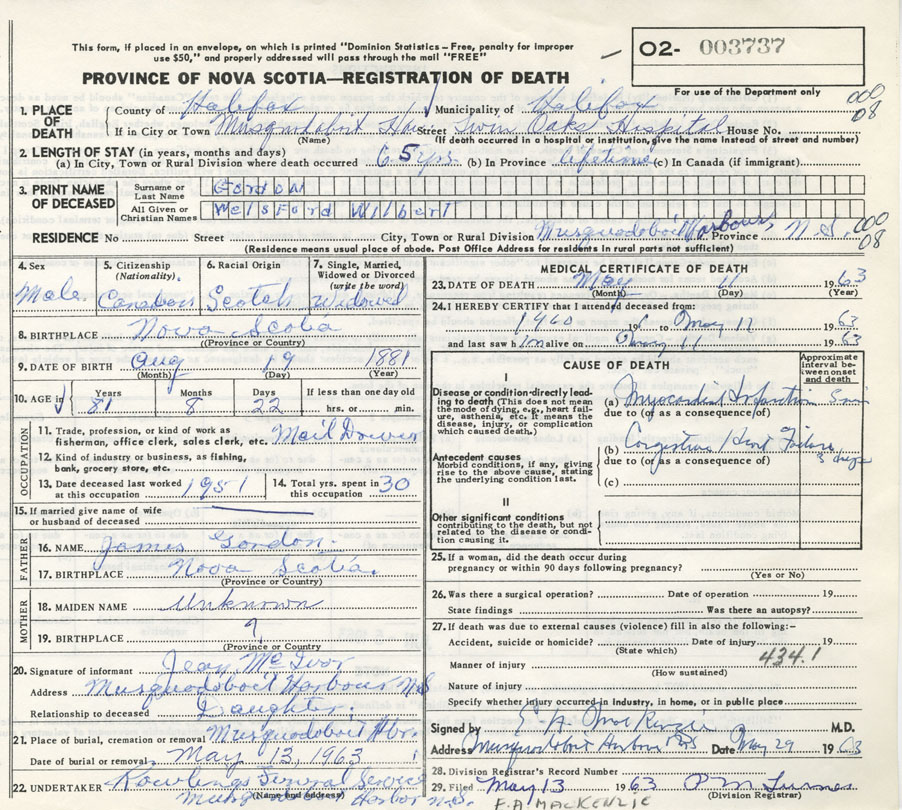 This form, if placed in an envelope, on which is printed "Dominion Statistics – Free, penalty for improper
use $50," and properly addressed will pass through the mail "FREE"
O2- 003737
PROVINCE OF NOVA SCOTIA—REGISTRATION OF DEATH
For use of the Department only
000
08
1. PLACE OF DEATH
County of Halifax Municipality of Halifax
If in City or Town Musquodoboit Street Twin Oaks Hospital House No.
(Name) (If death occurred in a hospital or institution, give the name instead of street and number)
2. LENGTH OF STAY (in years, months and days)
(a) In City, Town or Rural Division where death occurred 65 yrs. (b) In Province lifetime (c) In Canada (if immigrant)
3. PRINT NAME OF DECEASED
Surname or Last Name Gordon
All Given or Christian Names Welsford Wilbert
RESIDENCE No. Street City, Town or Rural Division Musquodoboit Harbour Province N.S.
000
08
(Residence means usual place of abode. Post Office Address for residents in rural parts not sufficient)
4. Sex Male
5. Citizenship (Nationality). Canadian
6. Racial Origin Scotch
7. Single, Married, Widowed or Divorced (write the word) Widowed
8. BIRTHPLACE Nova Scotia
(Province or Country)
9. DATE OF BIRTH Aug 19 1881
(Month) (Day) (Year)
10. AGE in Years 81 Months 8 Days 22 If less than one day old hrs. or min.
OCCUPATION
11. Trade, profession, or kind of work as
fisherman, office clerk, sales clerk, etc. Mail Driver
12. Kind of industry or business, as fishing,
bank, grocery store, etc.
13. Date deceased last worked at this occupation 1951
14. Total yrs. spent in this occupation 30
15. If married give name of wife
or husband of deceased
FATHER
16. NAME James Gordon.
17. BIRTHPLACE Nova Scotia.
(Province or Country)
MOTHER
18. MAIDEN NAME Unknown
19. BIRTHPLACE ?
(Province or Country
20. Signature of informant Jean McIvor
Address Musquodoboit Harbour N.S
Relationship to deceased Daughter.
21. Place of burial, cremation or removal Musquodoboit Hbr.
Date of burial or removal May 13, 1963
22. UNDERTAKER Rowlings Funeral Service
(Name and address)
Harbor N.S.
MEDICAL CERTIFICATE OF DEATH
23. DATE OF DEATH May 11 1963
(Month) (Day) (Year)
24. I HEREBY CERTIFY that I attended deceased from:
1960 19 to May 11 1963
and last saw him alive on May 11 1963
CAUSE OF DEATH
Approximate interval between onset and death
I
Disease or condition directly leading to death (This does not mean the mode of dying, e.g., heart failure, asthenia, etc. It means the disease, injury, or complication which caused death.)
(a) Myocardial Infarction
due to (or as a consequence of)
Antecedent causes
Morbid conditions, if any, giving rise to the above cause, stating the underlying condition last.
(b) Congestive Heart Failure 3 days
due to (or as a consequence of)
(c)
II
Other significant conditions
contributing to the death, but not related to the disease or condition causing it.
25. If a woman, did the death occur during
pregnancy or within 90 days following pregnancy?
(Yes or No)
26. Was there a surgical operation? Date of operation 19
State findings Was there an autopsy?
27. If death was due to external causes (violence) fill in also the following:-
Accident, suicide or homicide? Date of injury 19
(State which)
434.1
Manner of injury
(How sustained)
Nature of injury
Specify whether injury occurred in industry, in home, or in public place
Signed by E A MacKenzie M.D.
Address Musquodoboit Harbour NS Date May 29 1963
28. Division Registrar's Record Number
29. Filed May 13 1963
(Division Registrar)
F.A MACKENZIE